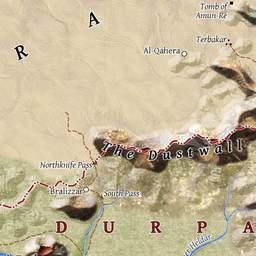 Tomb of
Amun-Re
R A
Terbakar
Al-Qahera
The Dustwall
Northknife Pass
Bralizzar
South Pass
D U R P A
Heldar